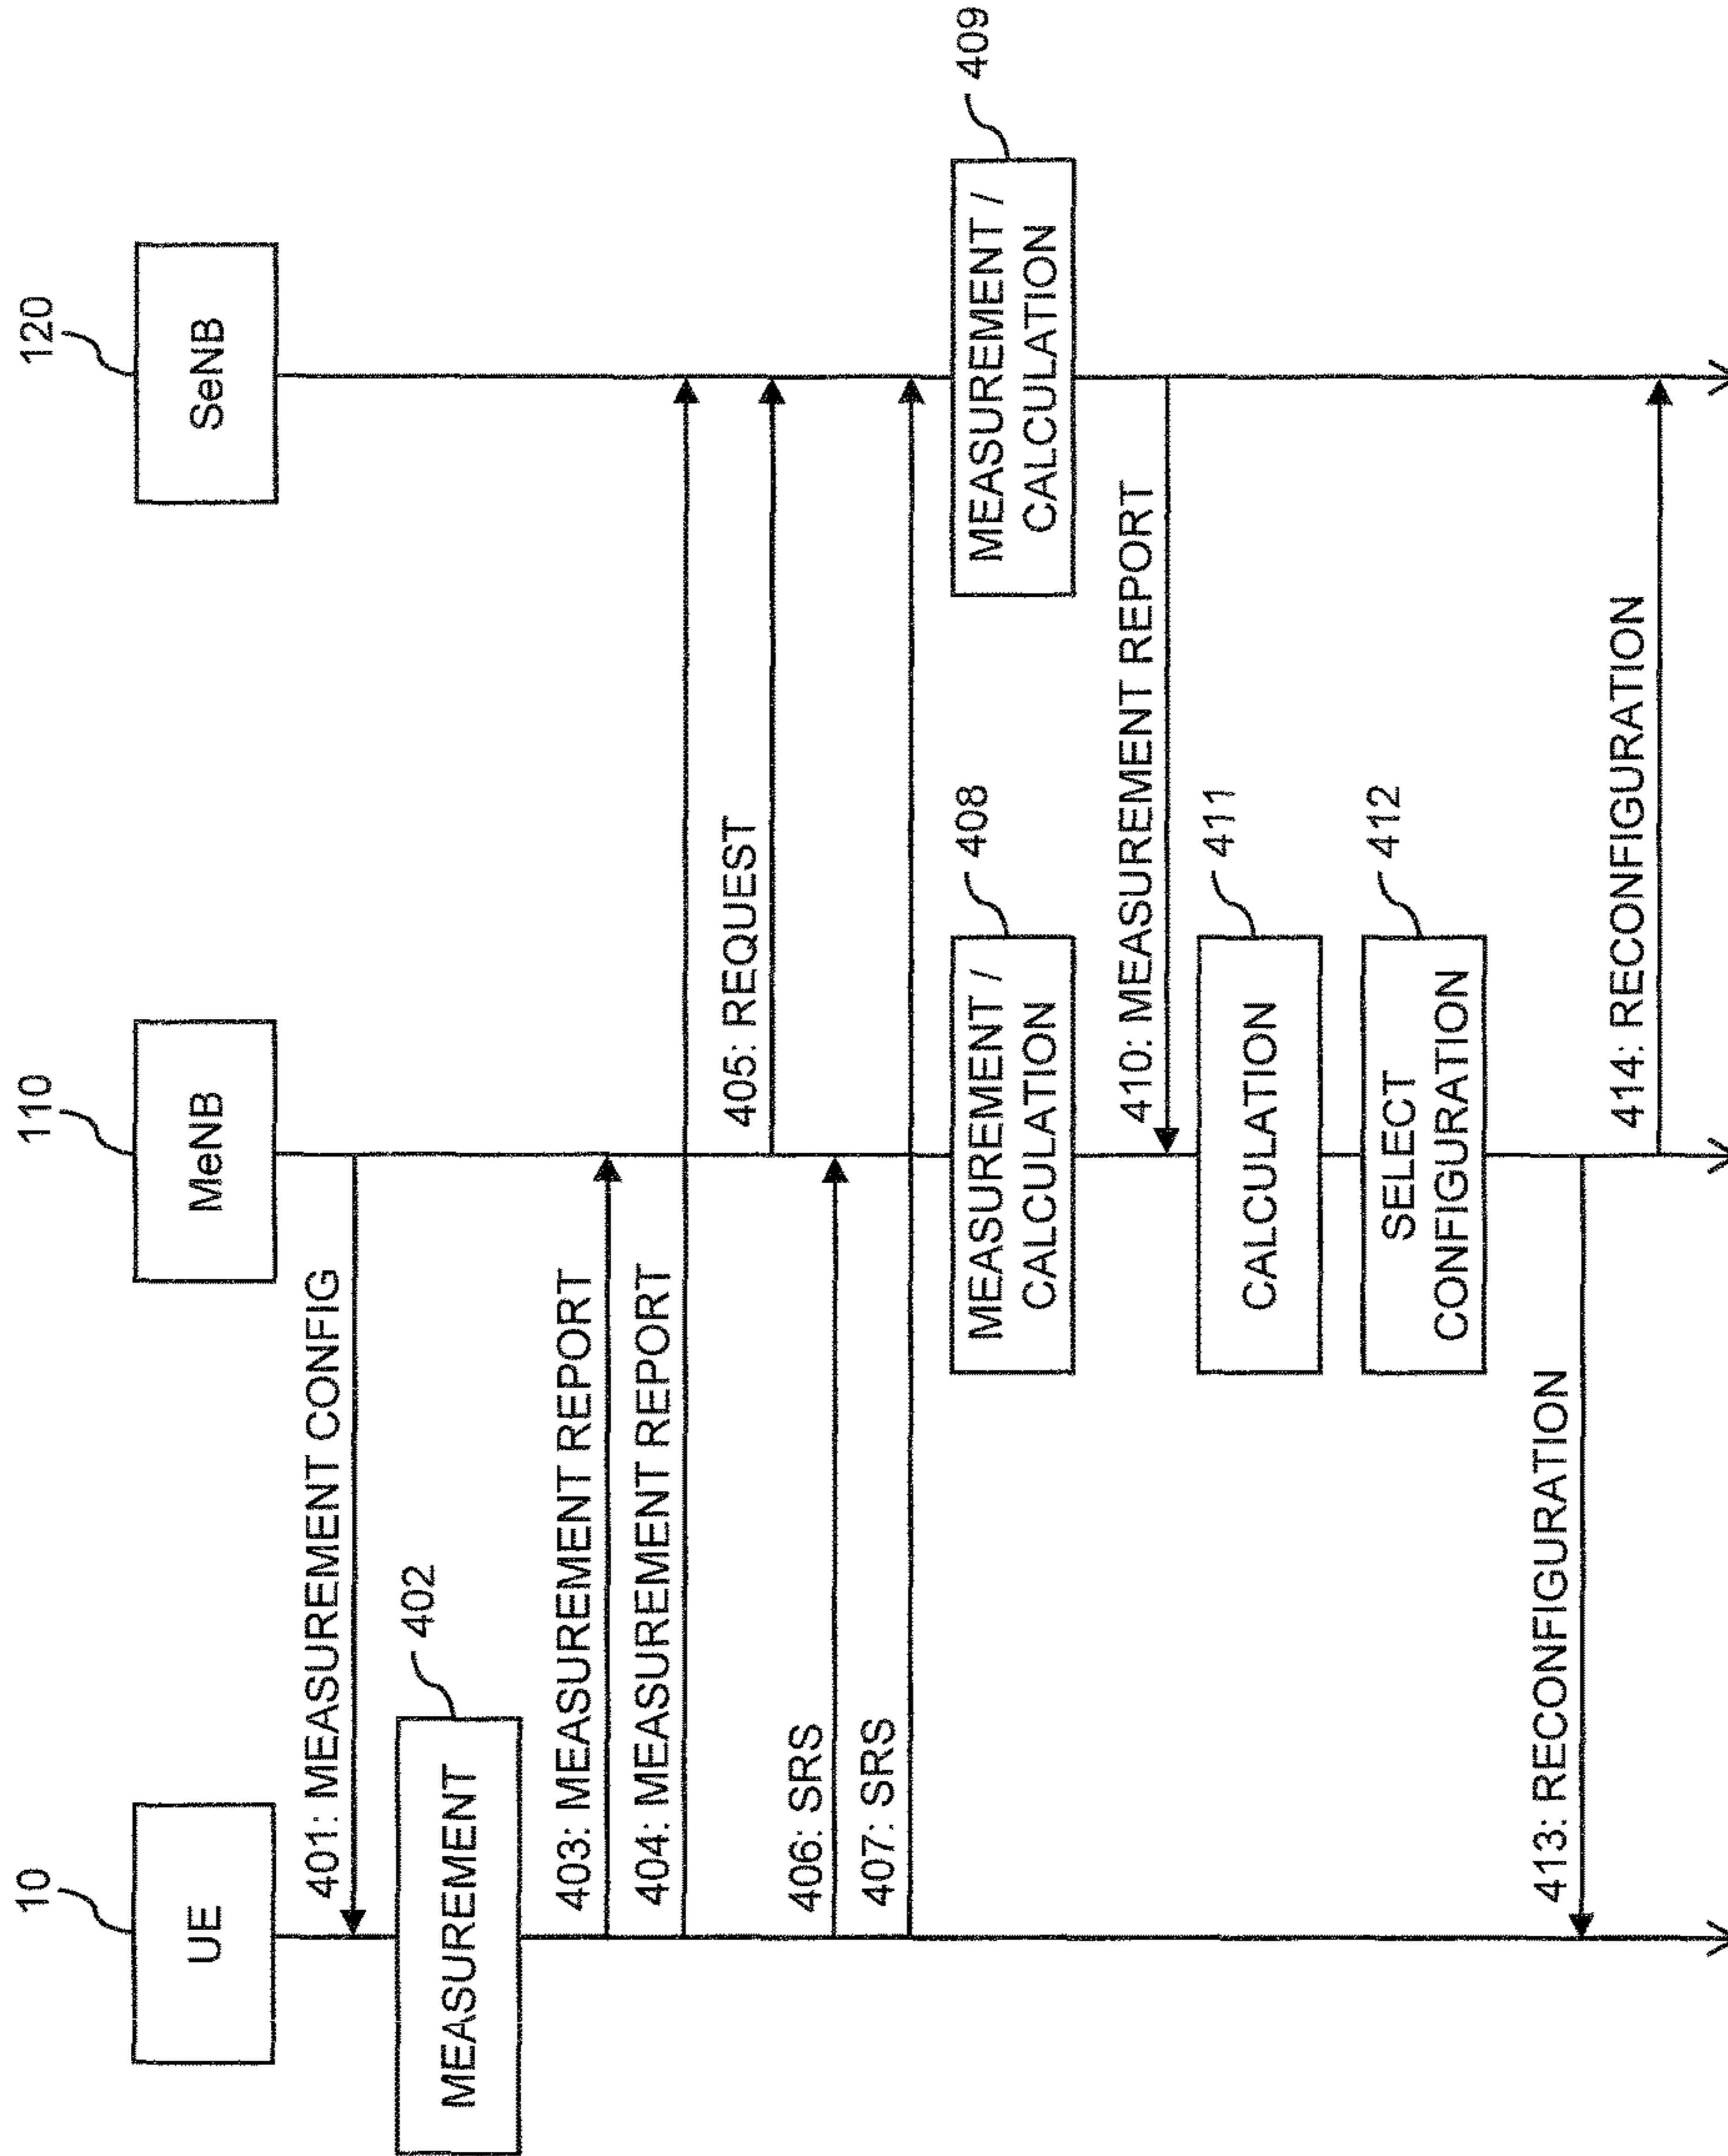 10
UE
110
MeNB
120
SeNB
401: MEASUREMENT CONFIG
402
MEASUREMENT
403: MEASUREMENT REPORT
404: MEASUREMENT REPORT
405: REQUEST
406: SRS
407: SRS
408
MEASUREMENT /
CALCULATION
409
MEASUREMENT /
CALCULATION
410: MEASUREMENT REPORT
411
CALCULATION
412
SELECT
CONFIGURATION
413: RECONFIGURATION
414: RECONFIGURATION